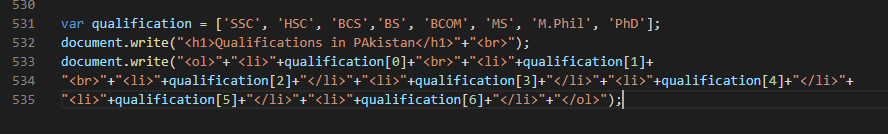 530
531 var qualification = ['SSC', 'HSC', 'BCS','BS', 'BCOM', 'MS', 'M.Phil', 'PhD'];
532 document.write("<h1>Qualifications in PAkistan</h1>"+"<br>");
533 document.write("<ol>"+"<li>"+qualification[0]+"<br>"+"<li>"+qualification[1]+
534 "<br>"+"<li>"+qualification[2]+"</li>"+"<li>"+qualification[3]+"</li>"+"<li>"+qualification[4]+"</li>"+
535 "<li>"+qualification[5]+"</li>"+"<li>"+qualification[6]+"</li>"+"</ol>");